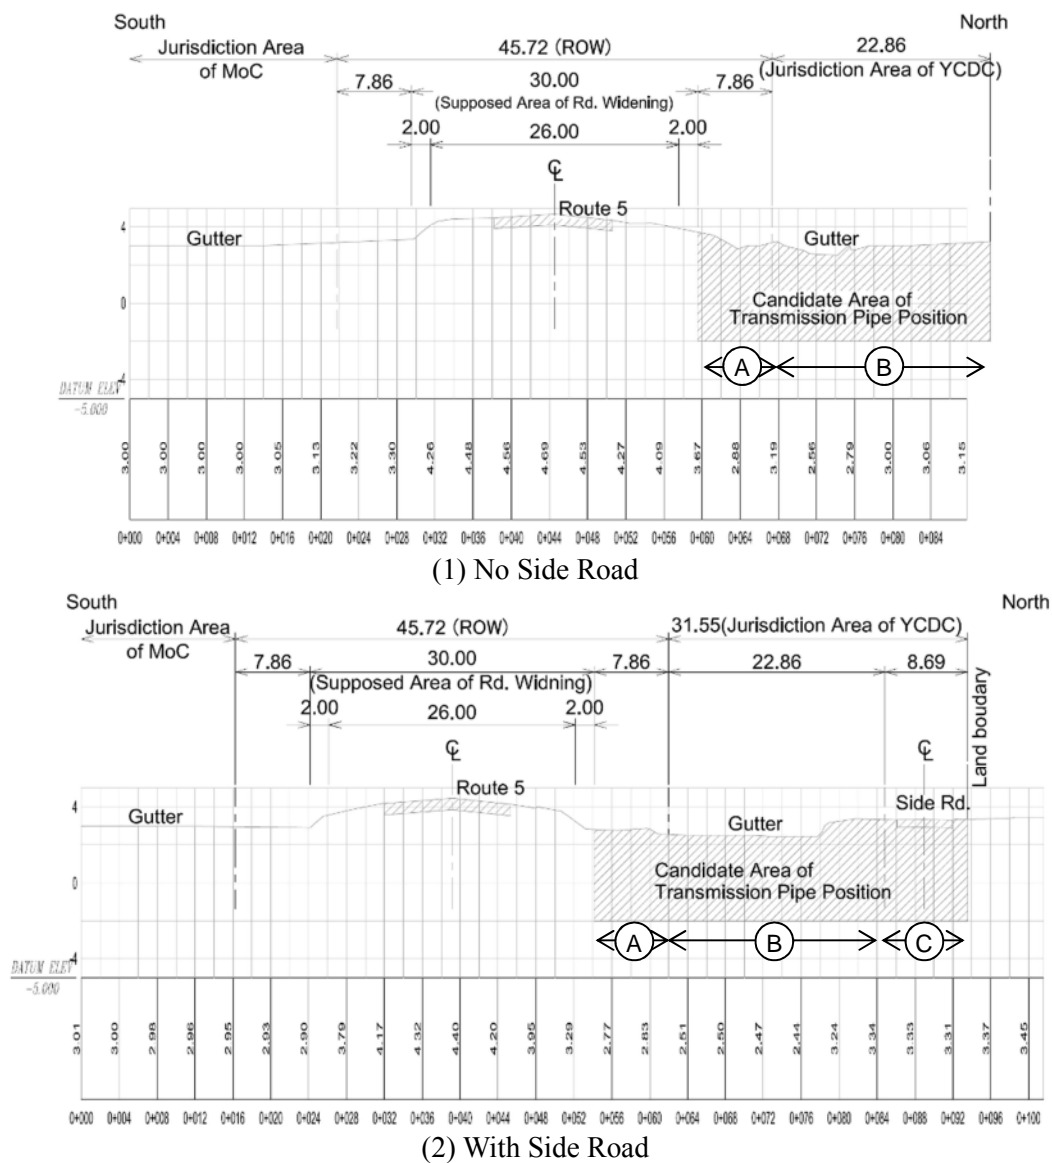 South
North
Jurisdiction Area
of MoC
45.72 (ROW)
22.86
(Jurisdiction Area of YCDC)
7.86
30.00
7.86
(Supposed Area of Rd. Widening)
2.00
26.00
2.00
℄
Route 5
4
Gutter
Gutter
0
Candidate Area of
Transmission Pipe Position
A
B
-4
DATUM ELEV
-5.000
3.00 3.00 3.00 3.00 3.05 3.13 3.22 3.30 4.26 4.48 4.56 4.69 4.53 4.27 4.09 3.67 2.88 3.19 2.56 2.79 3.00 3.06 3.15
0+000 0+004 0+008 0+012 0+016 0+020 0+024 0+028 0+032 0+036 0+040 0+044 0+048 0+052 0+056 0+060 0+064 0+068 0+072 0+076 0+080 0+084
(1) No Side Road
South
North
Jurisdiction Area
of MoC
45.72 (ROW)
31.55(Jurisdiction Area of YCDC)
7.86
30.00
7.86
22.86
8.69
(Supposed Area of Rd. Widning)
2.00
26.00
2.00
Land boudary
℄
℄
Route 5
Side Rd.
4
Gutter
Gutter
0
Candidate Area of
Transmission Pipe Position
A
B
C
-4
DATUM ELEV
-5.000
3.01 3.00 2.98 2.96 2.95 2.93 2.90 3.79 4.17 4.32 4.40 4.20 3.95 3.29 2.77 2.83 2.51 2.50 2.47 2.44 3.24 3.34 3.33 3.31 3.37 3.45
0+000 0+004 0+008 0+012 0+016 0+020 0+024 0+028 0+032 0+036 0+040 0+044 0+048 0+052 0+056 0+060 0+064 0+068 0+072 0+076 0+080 0+084 0+088 0+092 0+096 0+100
(2) With Side Road